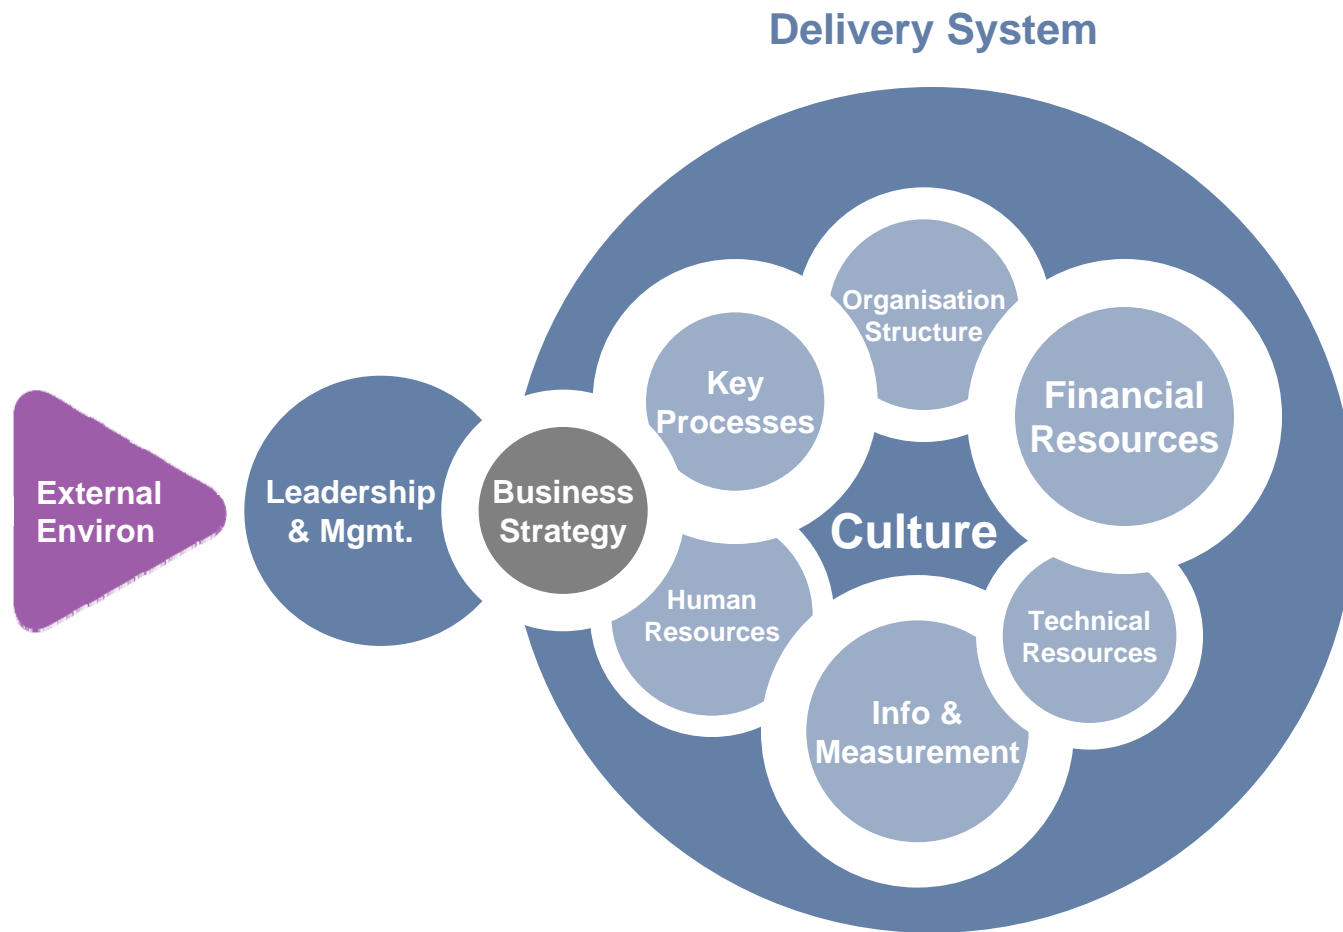 Delivery System
Organisation
Structure
Key
Processes
Financial
Resources
External
Environ
Leadership
& Mgmt.
Business
Strategy
Culture
Human
Resources
Technical
Resources
Info &
Measurement